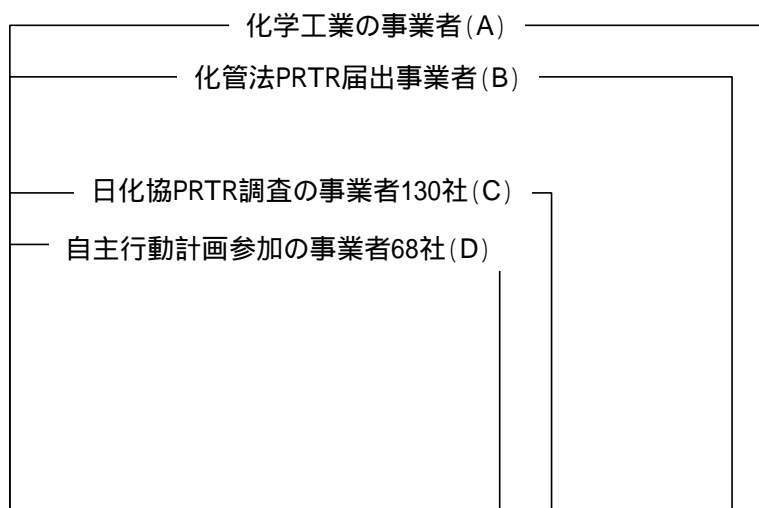 化学工業の事業者(A)
化管法PRTR届出事業者(B)
日化協PRTR調査の事業者130社(C)
自主行動計画参加の事業者68社(D)